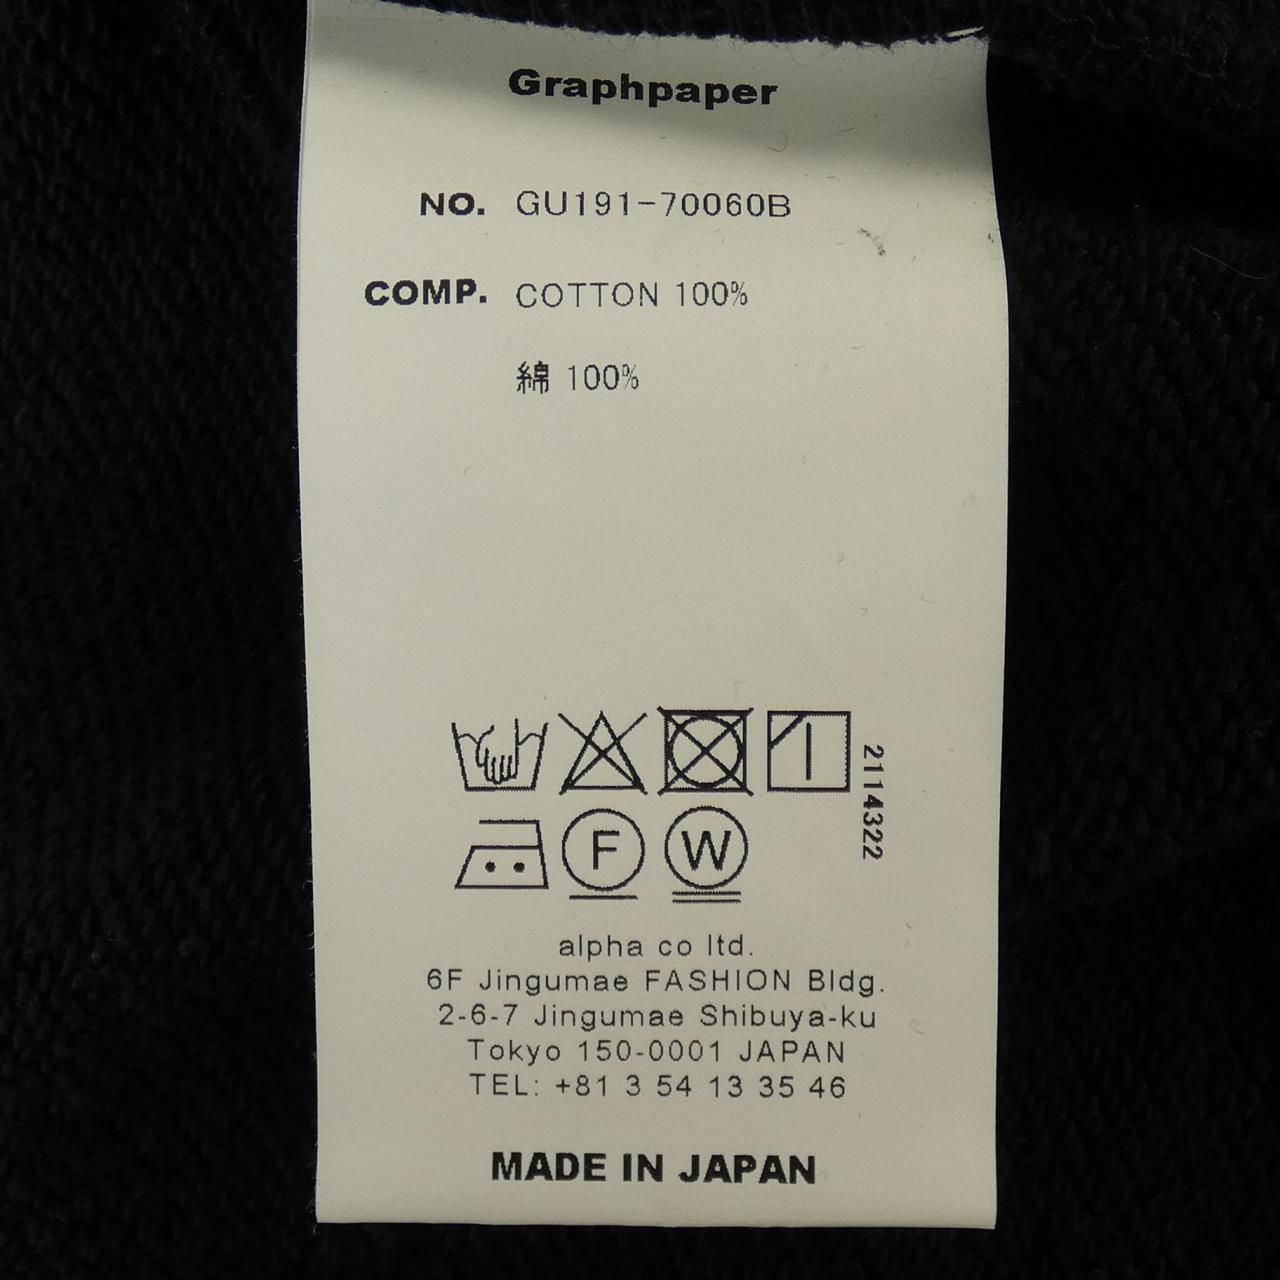 Graphpaper
NO. GU191-70060B
COMP. COTTON 100%
綿 100%
2114322
F W
alpha co ltd.
6F Jingumae FASHION Bldg.
2-6-7 Jingumae Shibuya-ku
Tokyo 150-0001 JAPAN
TEL: +81 3 54 13 35 46
MADE IN JAPAN